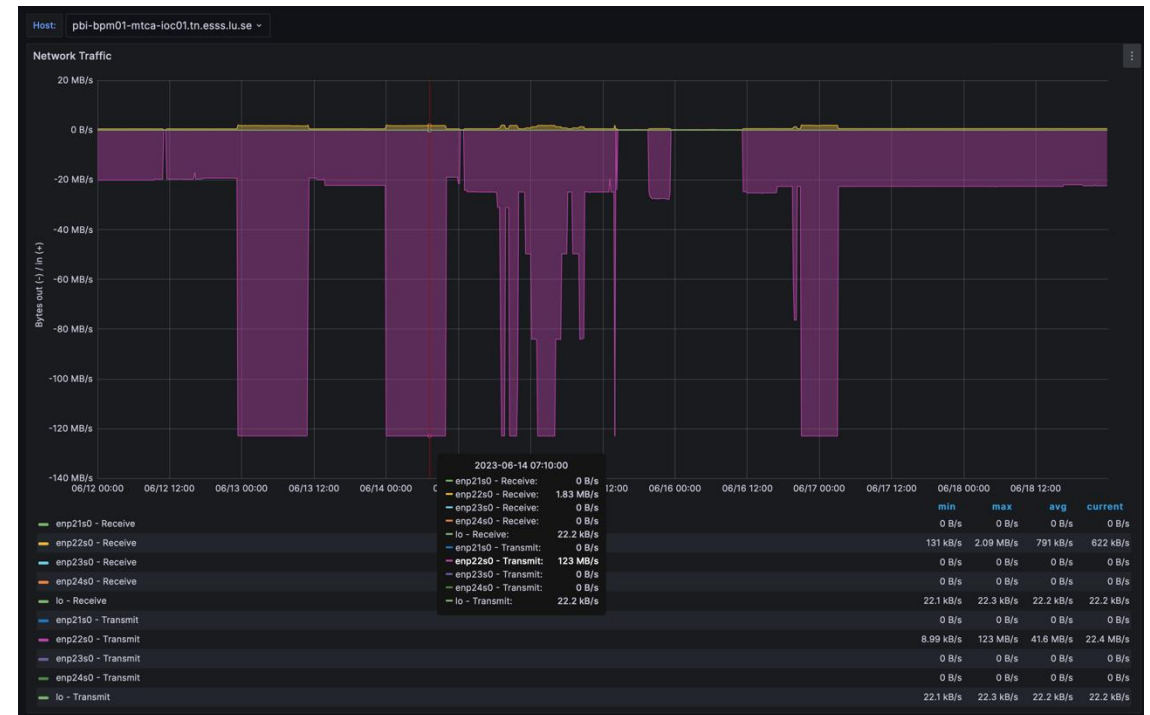 Host: pbi-bpm01-mtca-ioc01.tn.esss.lu.se
Network Traffic
Bytes out (-) / in (+)
20 MB/s
0 B/s
-20 MB/s
-40 MB/s
-60 MB/s
-80 MB/s
-100 MB/s
-120 MB/s
-140 MB/s
06/12 00:00 06/12 12:00 06/13 00:00 06/13 12:00 06/14 00:00 12:00 06/16 00:00 06/16 12:00 06/17 00:00 06/17 12:00 06/18 00:00 06/18 12:00
2023-06-14 07:10:00
enp21s0 - Receive: 0 B/s
enp22s0 - Receive: 1.83 MB/s
enp23s0 - Receive: 0 B/s
enp24s0 - Receive: 0 B/s
lo - Receive: 22.2 kB/s
enp21s0 - Transmit: 0 B/s
enp22s0 - Transmit: 123 MB/s
enp23s0 - Transmit: 0 B/s
enp24s0 - Transmit: 0 B/s
lo - Transmit: 22.2 kB/s
min max avg current
enp21s0 - Receive 0 B/s 0 B/s 0 B/s 0 B/s
enp22s0 - Receive 131 kB/s 2.09 MB/s 791 kB/s 622 kB/s
enp23s0 - Receive 0 B/s 0 B/s 0 B/s 0 B/s
enp24s0 - Receive 0 B/s 0 B/s 0 B/s 0 B/s
lo - Receive 22.1 kB/s 22.3 kB/s 22.2 kB/s 22.2 kB/s
enp21s0 - Transmit 0 B/s 0 B/s 0 B/s 0 B/s
enp22s0 - Transmit 8.99 kB/s 123 MB/s 41.6 MB/s 22.4 MB/s
enp23s0 - Transmit 0 B/s 0 B/s 0 B/s 0 B/s
enp24s0 - Transmit 0 B/s 0 B/s 0 B/s 0 B/s
lo - Transmit 22.1 kB/s 22.3 kB/s 22.2 kB/s 22.2 kB/s